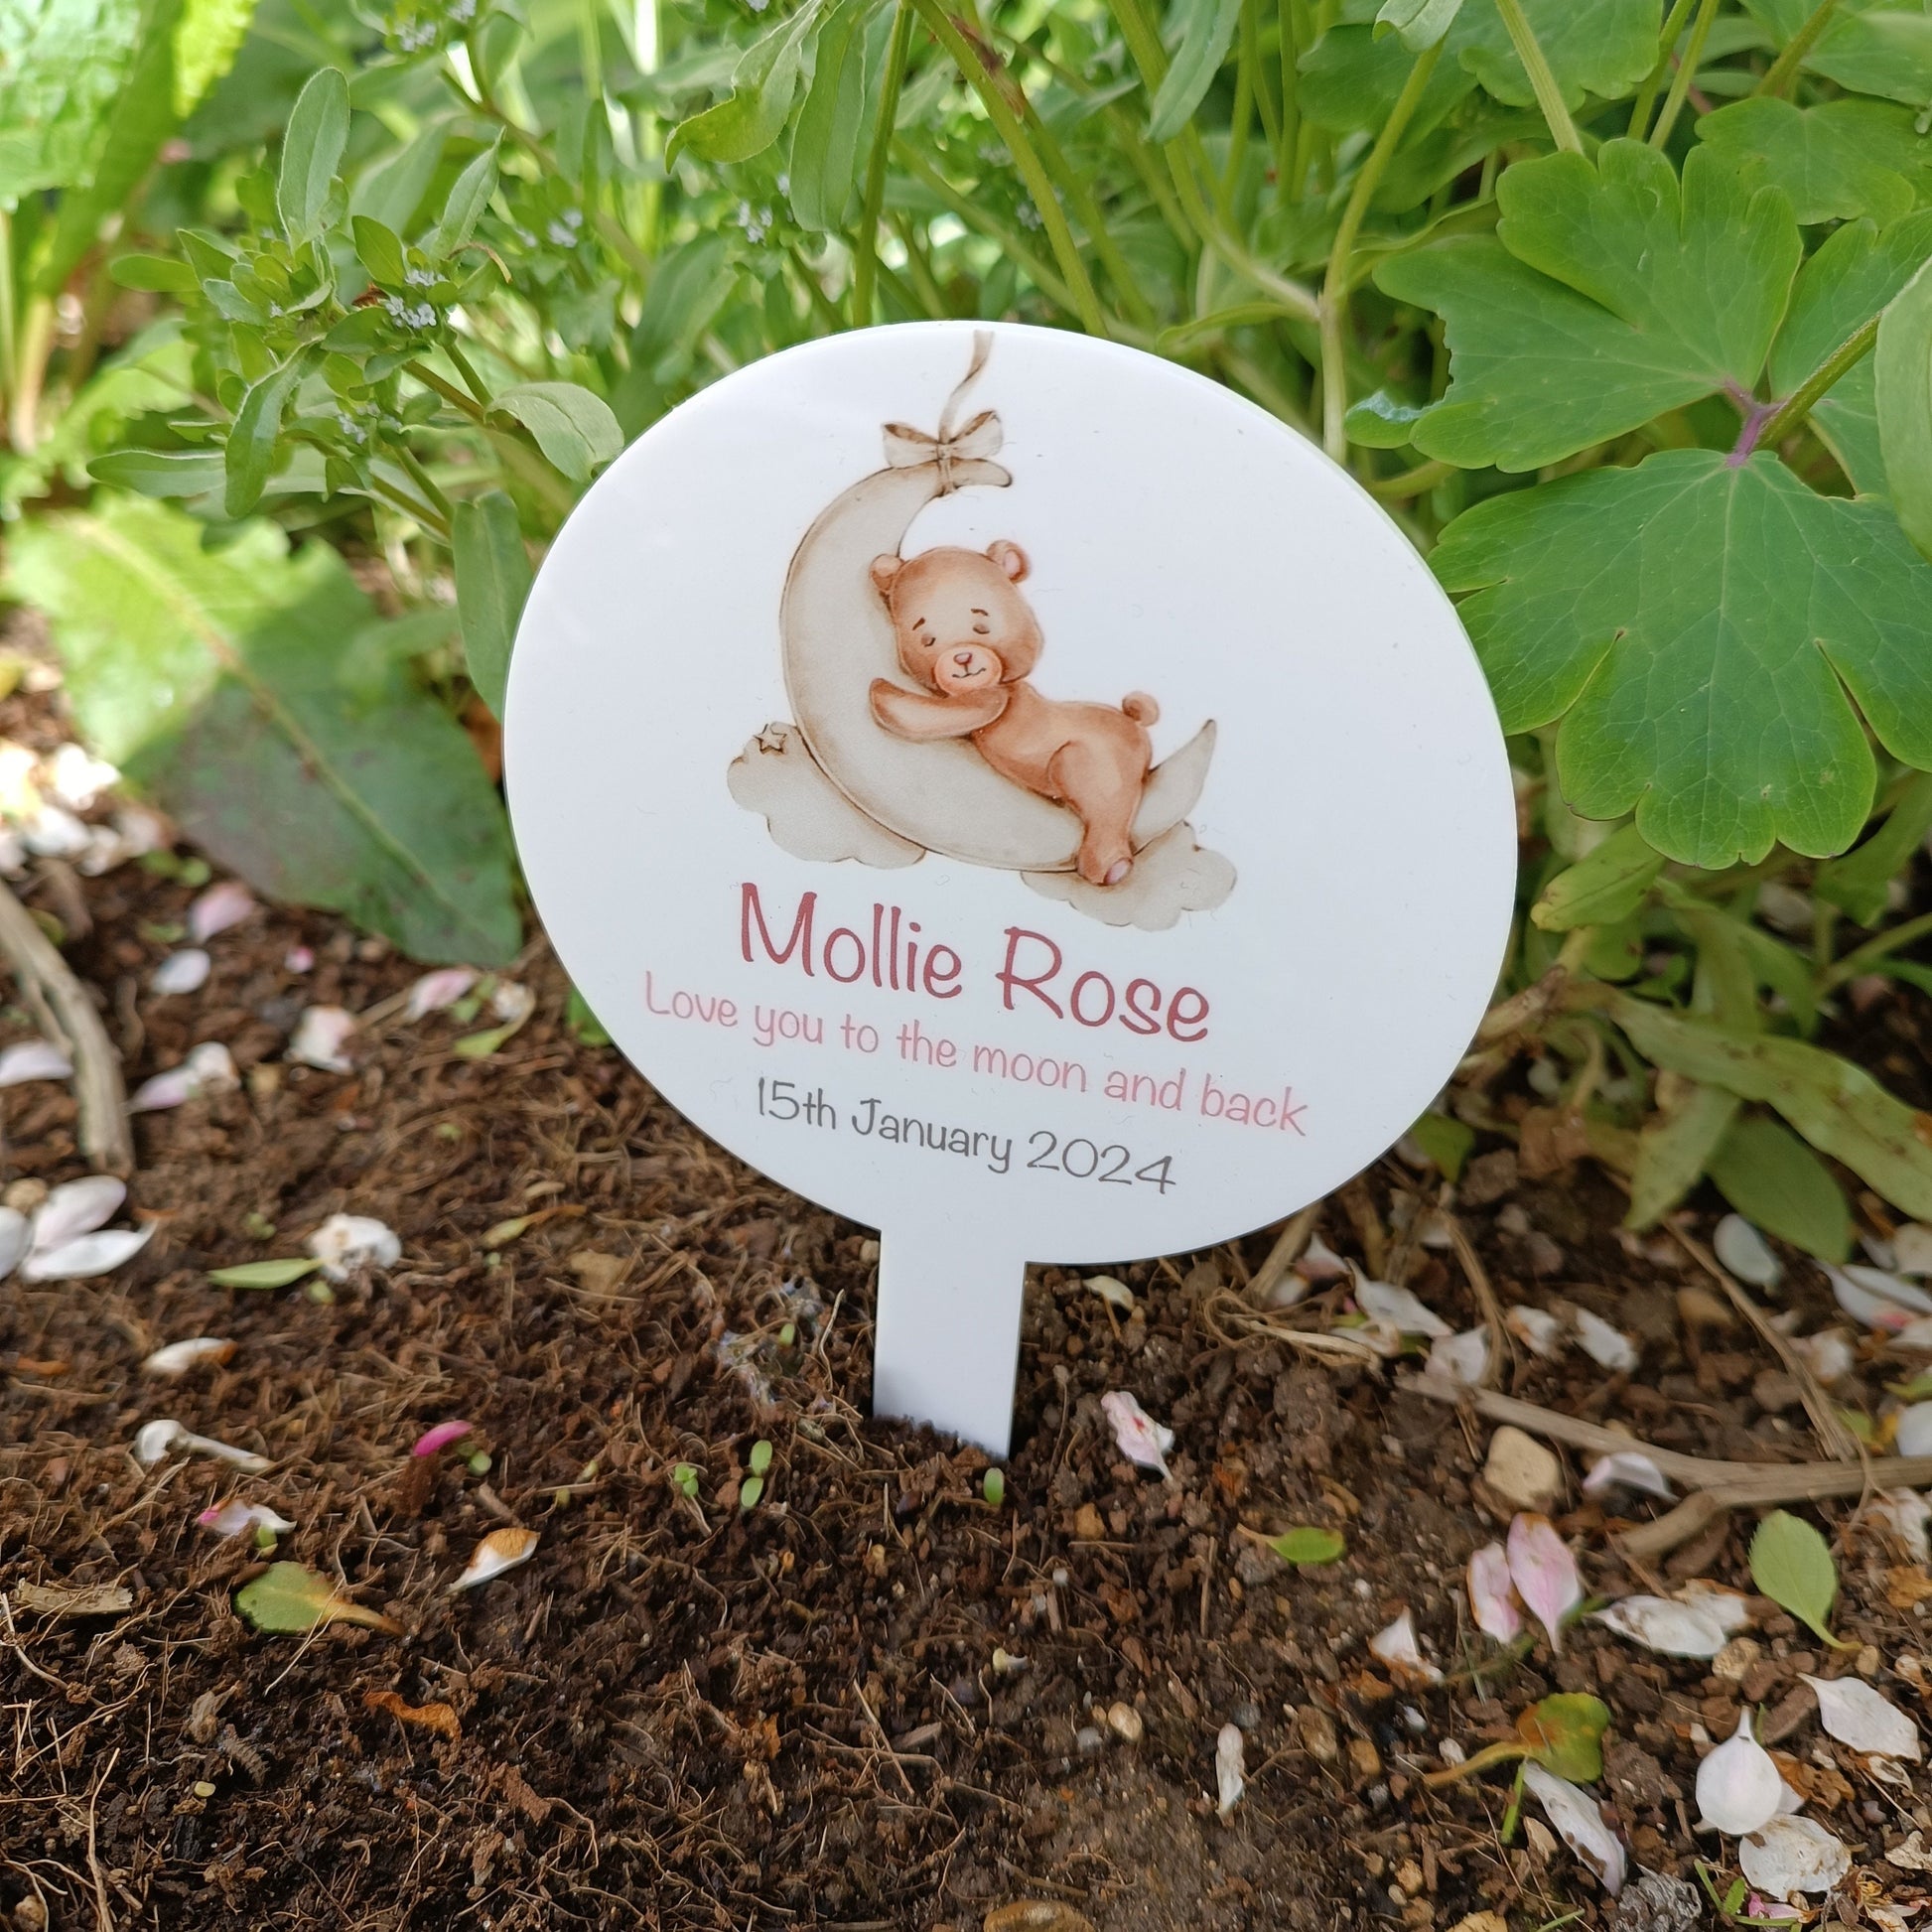 Mollie Rose
Love you to the moon and back
15th January 2024